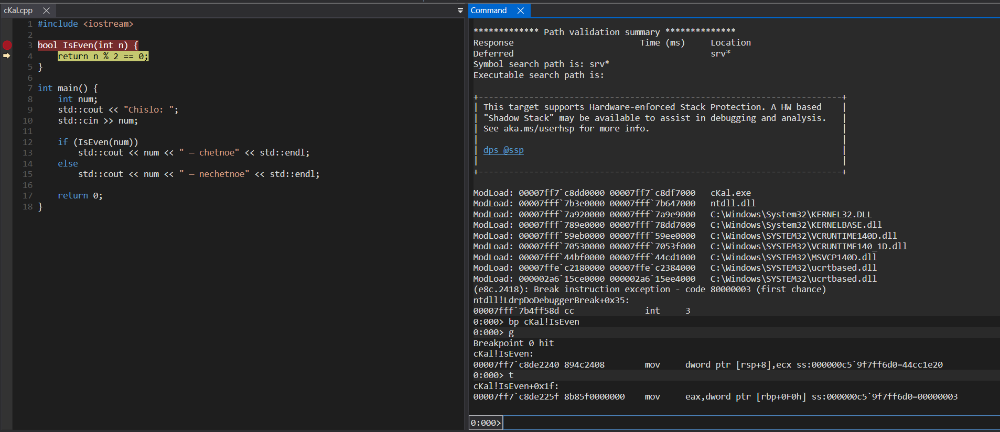 cKal.cpp
1 #include <iostream>
2
3 bool IsEven(int n) {
4     return n % 2 == 0;
5 }
6
7 int main() {
8     int num;
9     std::cout << "Chislo: ";
10     std::cin >> num;
11
12     if (IsEven(num))
13         std::cout << num << " — chetnoe" << std::endl;
14     else
15         std::cout << num << " — nechetnoe" << std::endl;
16
17     return 0;
18 }
Command
************* Path validation summary **************
Response                         Time (ms)     Location
Deferred                                       srv*
Symbol search path is: srv*
Executable search path is:
+------------------------------------------------------------------------+
| This target supports Hardware-enforced Stack Protection. A HW based    |
| "Shadow Stack" may be available to assist in debugging and analysis.   |
| See aka.ms/userhsp for more info.                                      |
|                                                                        |
| dps @ssp                                                               |
|                                                                        |
+------------------------------------------------------------------------+
ModLoad: 00007ff7`c8dd0000 00007ff7`c8df7000   cKal.exe
ModLoad: 00007fff`7b3e0000 00007fff`7b647000   ntdll.dll
ModLoad: 00007fff`7a920000 00007fff`7a9e9000   C:\Windows\System32\KERNEL32.DLL
ModLoad: 00007fff`789e0000 00007fff`78dd7000   C:\Windows\System32\KERNELBASE.dll
ModLoad: 00007fff`59eb0000 00007fff`59ee0000   C:\Windows\SYSTEM32\VCRUNTIME140D.dll
ModLoad: 00007fff`70530000 00007fff`7053f000   C:\Windows\SYSTEM32\VCRUNTIME140_1D.dll
ModLoad: 00007fff`44bf0000 00007fff`44cd1000   C:\Windows\SYSTEM32\MSVCP140D.dll
ModLoad: 00007ffe`c2180000 00007ffe`c2384000   C:\Windows\SYSTEM32\ucrtbased.dll
ModLoad: 000002a6`15ce0000 000002a6`15ee4000   C:\Windows\SYSTEM32\ucrtbased.dll
(e8c.2418): Break instruction exception - code 80000003 (first chance)
ntdll!LdrpDoDebuggerBreak+0x35:
00007fff`7b4ff58d cc              int     3
0:000> bp cKal!IsEven
0:000> g
Breakpoint 0 hit
cKal!IsEven:
00007ff7`c8de2240 894c2408        mov     dword ptr [rsp+8],ecx ss:000000c5`9f7ff6d0=44cc1e20
0:000> t
cKal!IsEven+0x1f:
00007ff7`c8de225f 8b85f0000000    mov     eax,dword ptr [rbp+0F0h] ss:000000c5`9f7ff6d0=00000003
0:000>